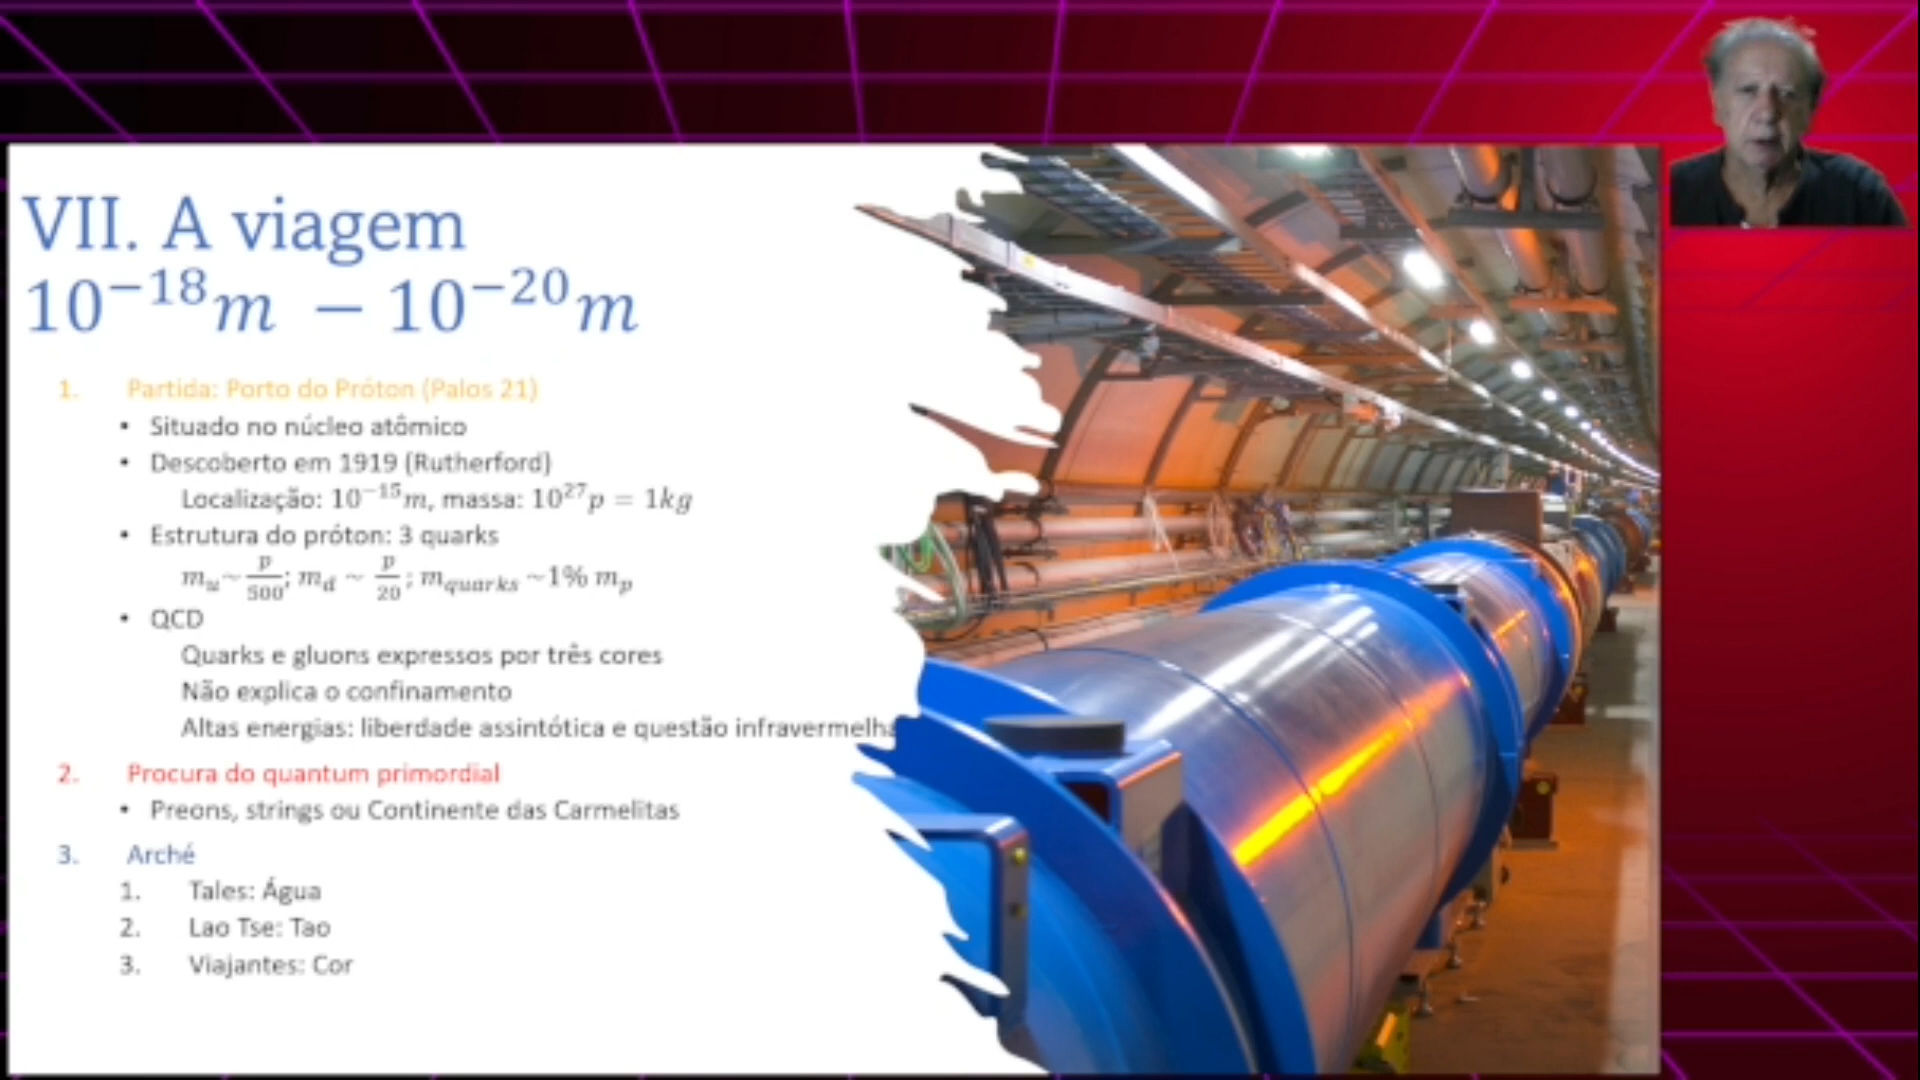 VII. A viagem
10⁻¹⁸m – 10⁻²⁰m
1. Partida: Porto do Próton (Palos 21)
• Situado no núcleo atômico
• Descoberto em 1919 (Rutherford)
Localização: 10⁻¹⁵m, massa: 10²⁷p = 1kg
• Estrutura do próton: 3 quarks
m_u~ p/500; m_d ~ p/20; m_quarks ~1% m_p
• QCD
Quarks e gluons expressos por três cores
Não explica o confinamento
Altas energias: liberdade assintótica e questão infravermelha
2. Procura do quantum primordial
• Preons, strings ou Continente das Carmelitas
3. Arché
1. Tales: Água
2. Lao Tse: Tao
3. Viajantes: Cor